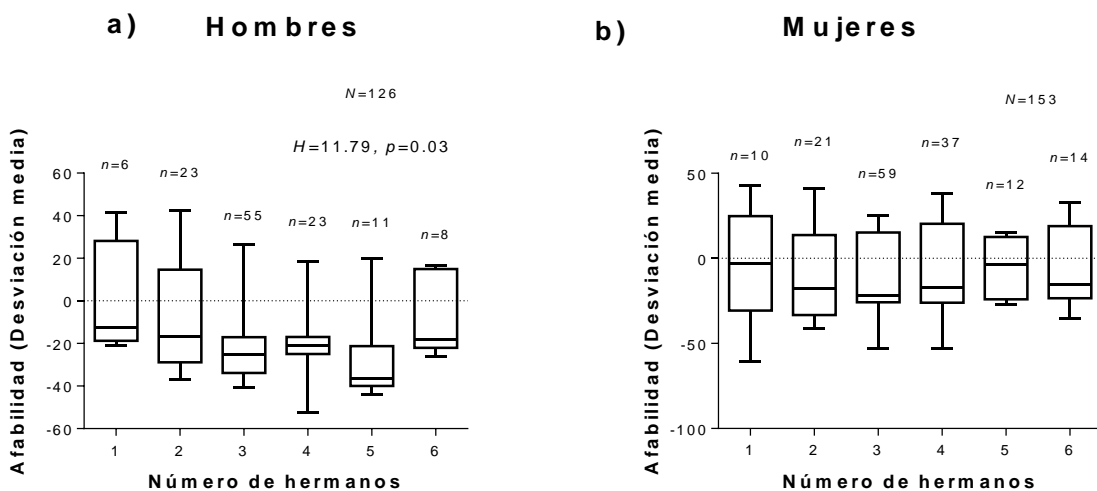 a) Hombres
N=126
H=11.79, p=0.03
n=6
n=23
n=55
n=23
n=11
n=8
Afabilidad (Desviación media)
60
40
20
0
-20
-40
-60
1 2 3 4 5 6
Número de hermanos
b) Mujeres
N=153
n=10
n=21
n=59
n=37
n=12
n=14
Afabilidad (Desviación media)
50
0
-50
-100
1 2 3 4 5 6
Número de hermanos